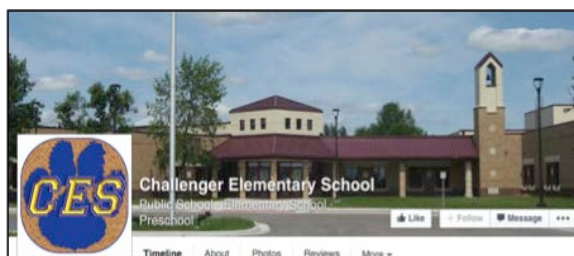 CES
Challenger Elementary School
Public School · Elementary School ·
Preschool
Like
+ Follow
Message
•••
Timeline About Photos Reviews More